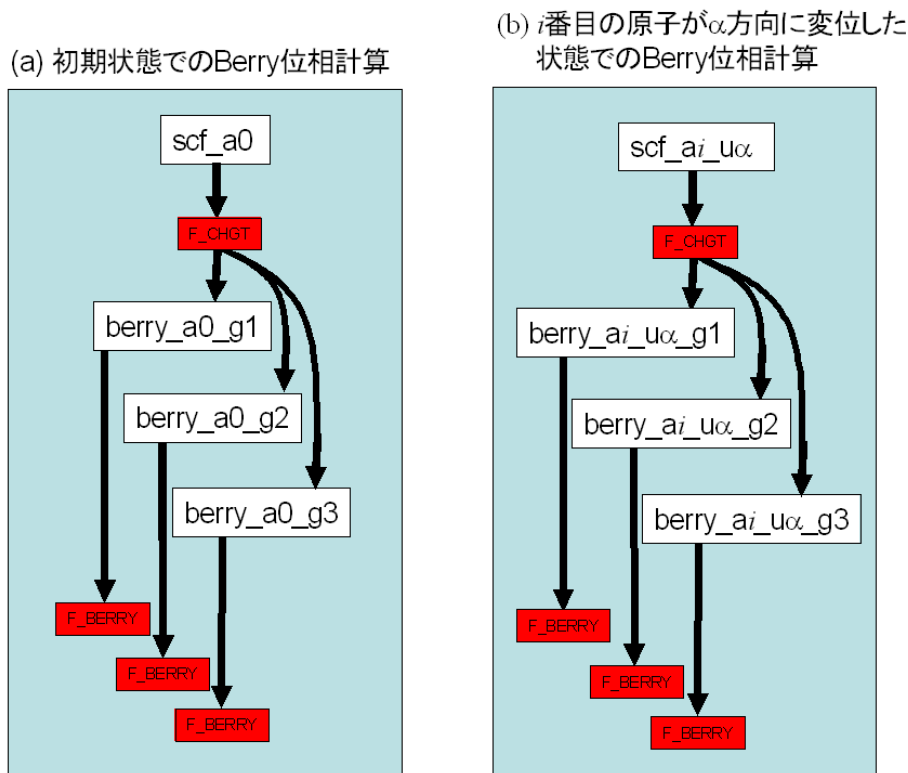 (a) 初期状態でのBerry位相計算
scf_a0
F_CHGT
berry_a0_g1
berry_a0_g2
berry_a0_g3
F_BERRY
F_BERRY
F_BERRY
(b) i番目の原子がα方向に変位した
状態でのBerry位相計算
scf_ai_uα
F_CHGT
berry_ai_uα_g1
berry_ai_uα_g2
berry_ai_uα_g3
F_BERRY
F_BERRY
F_BERRY